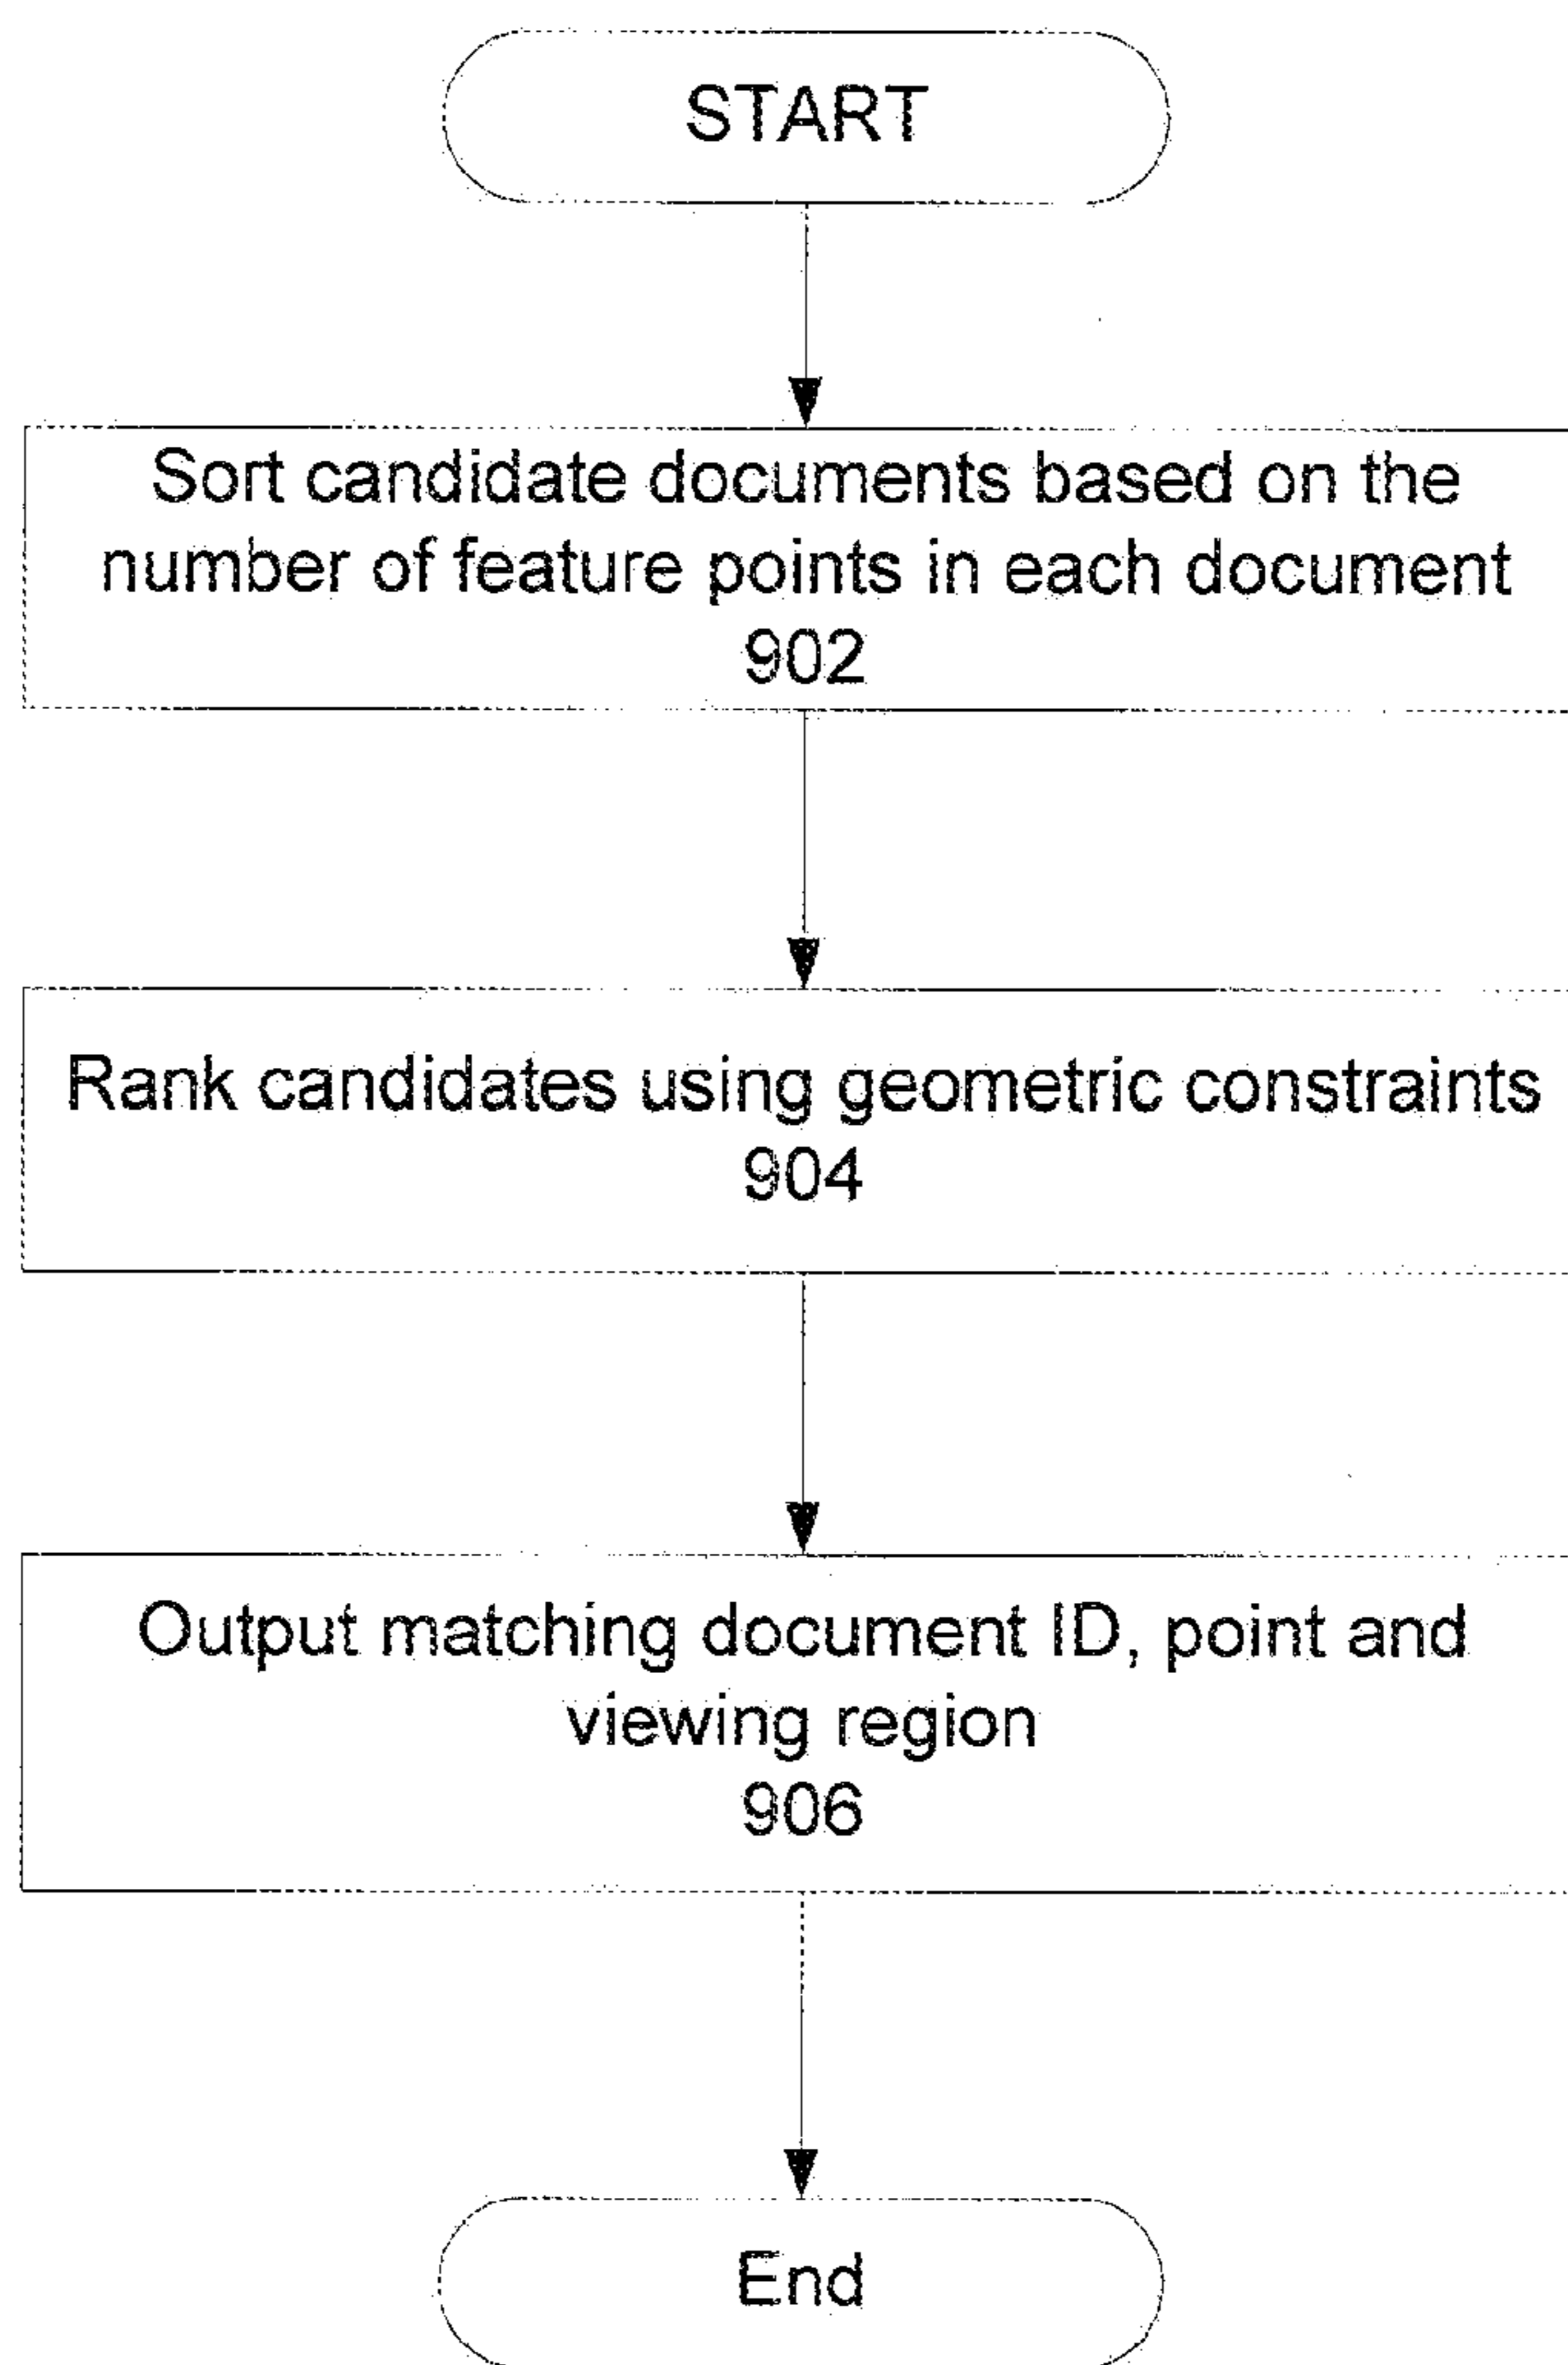 START
Sort candidate documents based on the
number of feature points in each document
902
Rank candidates using geometric constraints
904
Output matching document ID, point and
viewing region
906
End